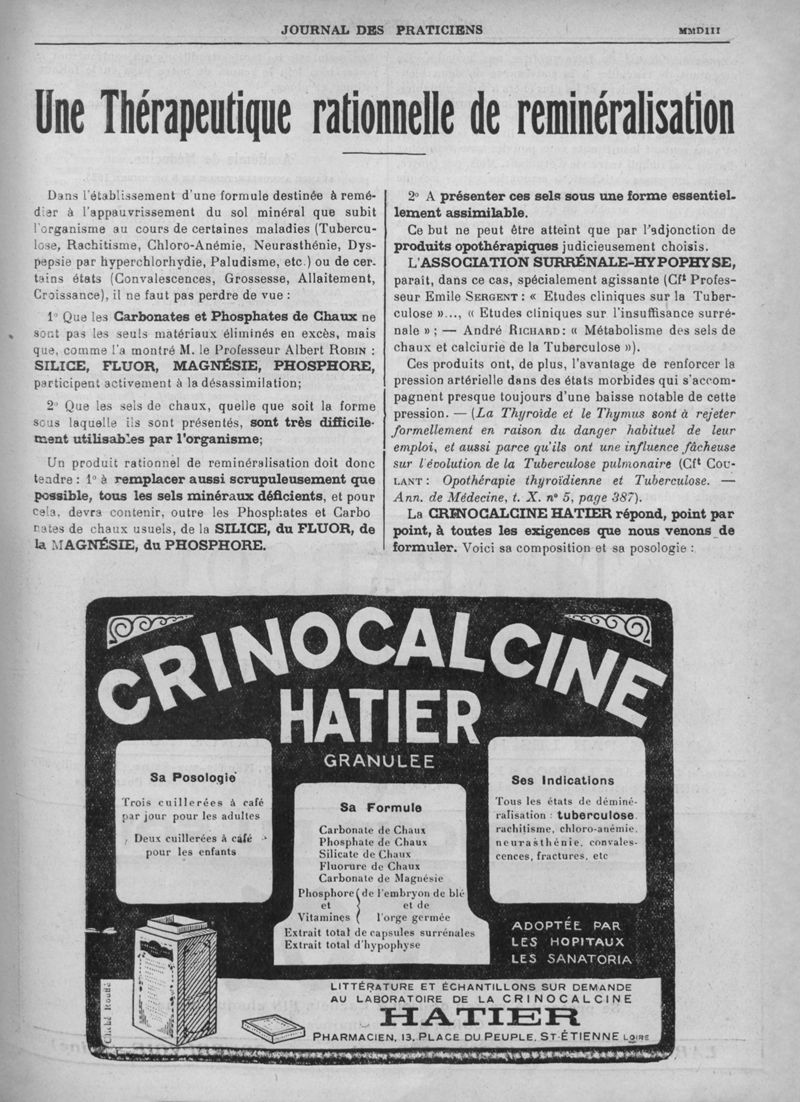 JOURNAL DES PRATICIENS
MMDIII
Une Thérapeutique rationnelle de reminéralisation
Dans l'établissement d'une formule destinée à remé-
dier à l'appauvrissement du sol minéral que subit
l'organisme au cours de certaines maladies (Tubercu-
lose, Rachitisme, Chloro-Anémie, Neurasthénie, Dys-
pepsie par hyperchlorhydie, Paludisme, etc.) ou de cer-
tains états (Convalescences, Grossesse, Allaitement,
Croissance), il ne faut pas perdre de vue :
1° Que les Carbonates et Phosphates de Chaux ne
sont pas les seuls matériaux éliminés en excès, mais
que, comme l'a montré M. le Professeur Albert ROBIN :
SILICE, FLUOR, MAGNÉSIE, PHOSPHORE,
participent activement à la désassimilation;
2° Que les sels de chaux, quelle que soit la forme
sous laquelle ils sont présentés, sont très difficile-
ment utilisables par l'organisme;
Un produit rationnel de reminéralisation doit donc
tendre : 1° à remplacer aussi scrupuleusement que
possible, tous les sels minéraux déficients, et pour
cela, devra contenir, outre les Phosphates et Carbo
nates de chaux usuels, de la SILICE, du FLUOR, de
la MAGNÉSIE, du PHOSPHORE.
2° A présenter ces sels sous une forme essentiel-
lement assimilable.
Ce but ne peut être atteint que par l'adjonction de
produits opothérapiques judicieusement choisis.
L'ASSOCIATION SURRÉNALE-HYPOPHYSE,
parait, dans ce cas, spécialement agissante (Cft Profes-
seur Emile SERGENT : « Etudes cliniques sur la Tuber-
culose »..., « Etudes cliniques sur l'insuffisance surré-
nale » ; — André RICHARD : « Métabolisme des sels de
chaux et calciurie de la Tuberculose »).
Ces produits ont, de plus, l'avantage de renforcer la
pression artérielle dans des états morbides qui s'accom-
pagnent presque toujours d'une baisse notable de cette
pression. — (La Thyroïde et le Thymus sont à rejeter
formellement en raison du danger habituel de leur
emploi, et aussi parce qu'ils ont une influence fâcheuse
sur l'évolution de la Tuberculose pulmonaire (Cft COU-
LANT : Opothérapie thyroïdienne et Tuberculose. —
Ann. de Médecine, t. X. n° 5, page 387).
La CRINOCALCINE HATIER répond, point par
point, à toutes les exigences que nous venons de
formuler. Voici sa composition et sa posologie :
CRINOCALCINE
HATIER
GRANULEE
Sa Posologie
Trois cuillerées à café
par jour pour les adultes
Deux cuillerées à café
pour les enfants
Sa Formule
Carbonate de Chaux
Phosphate de Chaux
Silicate de Chaux
Fluorure de Chaux
Carbonate de Magnésie
Phosphore de l'embryon de blé
et et de
Vitamines l'orge germée
Extrait total de capsules surrénales
Extrait total d'hypophyse
Ses Indications
Tous les états de déminé-
ralisation : tuberculose
rachitisme, chloro-anémie,
neurasthénie, convales-
cences, fractures, etc
ADOPTÉE PAR
LES HOPITAUX
LES SANATORIA
LITTÉRATURE ET ÉCHANTILLONS SUR DEMANDE
AU LABORATOIRE DE LA CRINOCALCINE
HATIER
PHARMACIEN, 13, PLACE DU PEUPLE, ST-ÉTIENNE LOIRE